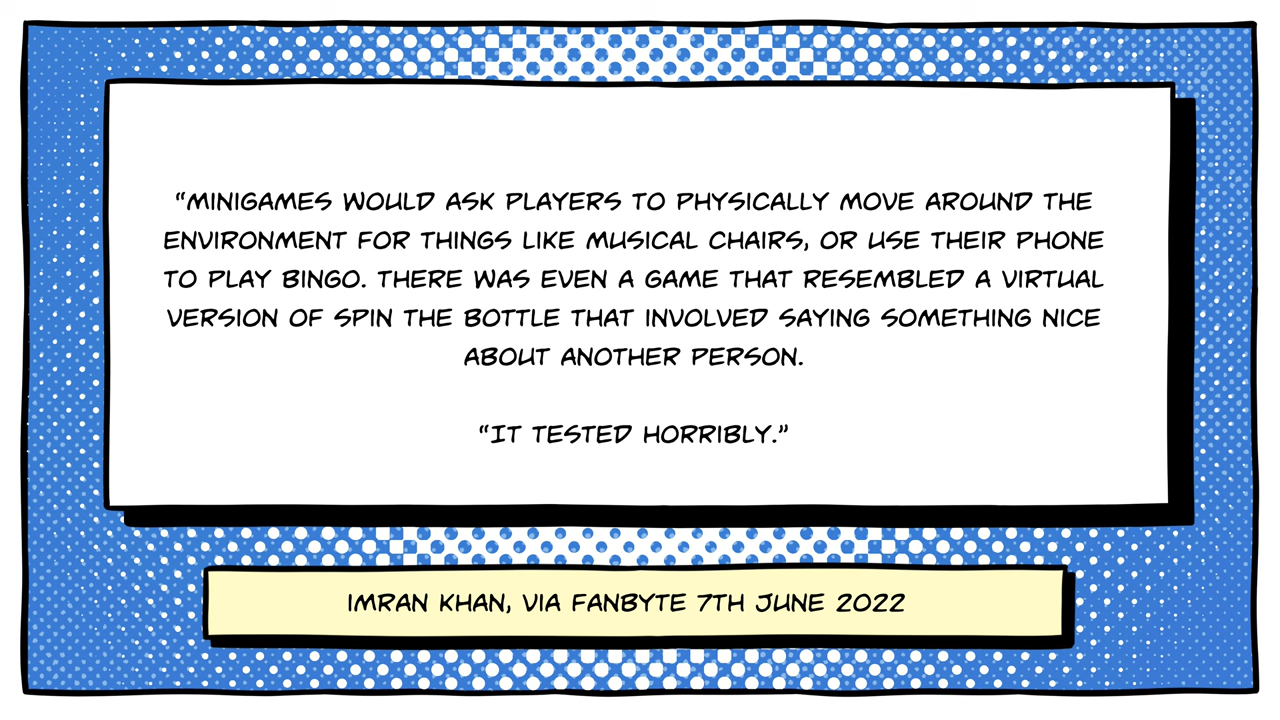 “MINIGAMES WOULD ASK PLAYERS TO PHYSICALLY MOVE AROUND THE
ENVIRONMENT FOR THINGS LIKE MUSICAL CHAIRS, OR USE THEIR PHONE
TO PLAY BINGO. THERE WAS EVEN A GAME THAT RESEMBLED A VIRTUAL
VERSION OF SPIN THE BOTTLE THAT INVOLVED SAYING SOMETHING NICE
ABOUT ANOTHER PERSON.
“IT TESTED HORRIBLY.”
IMRAN KHAN, VIA FANBYTE 7TH JUNE 2022